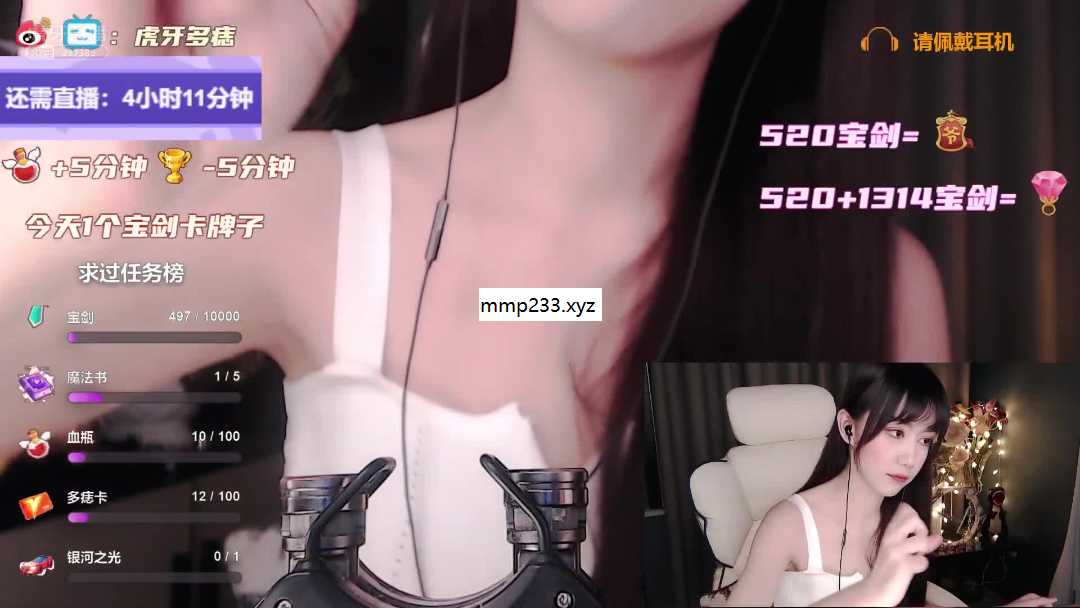 : 虎牙多痣
请佩戴耳机
还需直播：4小时11分钟
520宝剑=
爷
+5分钟 -5分钟
520+1314宝剑=
今天1个宝剑卡牌子
求过任务榜
mmp233.xyz
宝剑 497 / 10000
魔法书 1 / 5
血瓶 10 / 100
多痣卡 12 / 100
银河之光 0 / 1